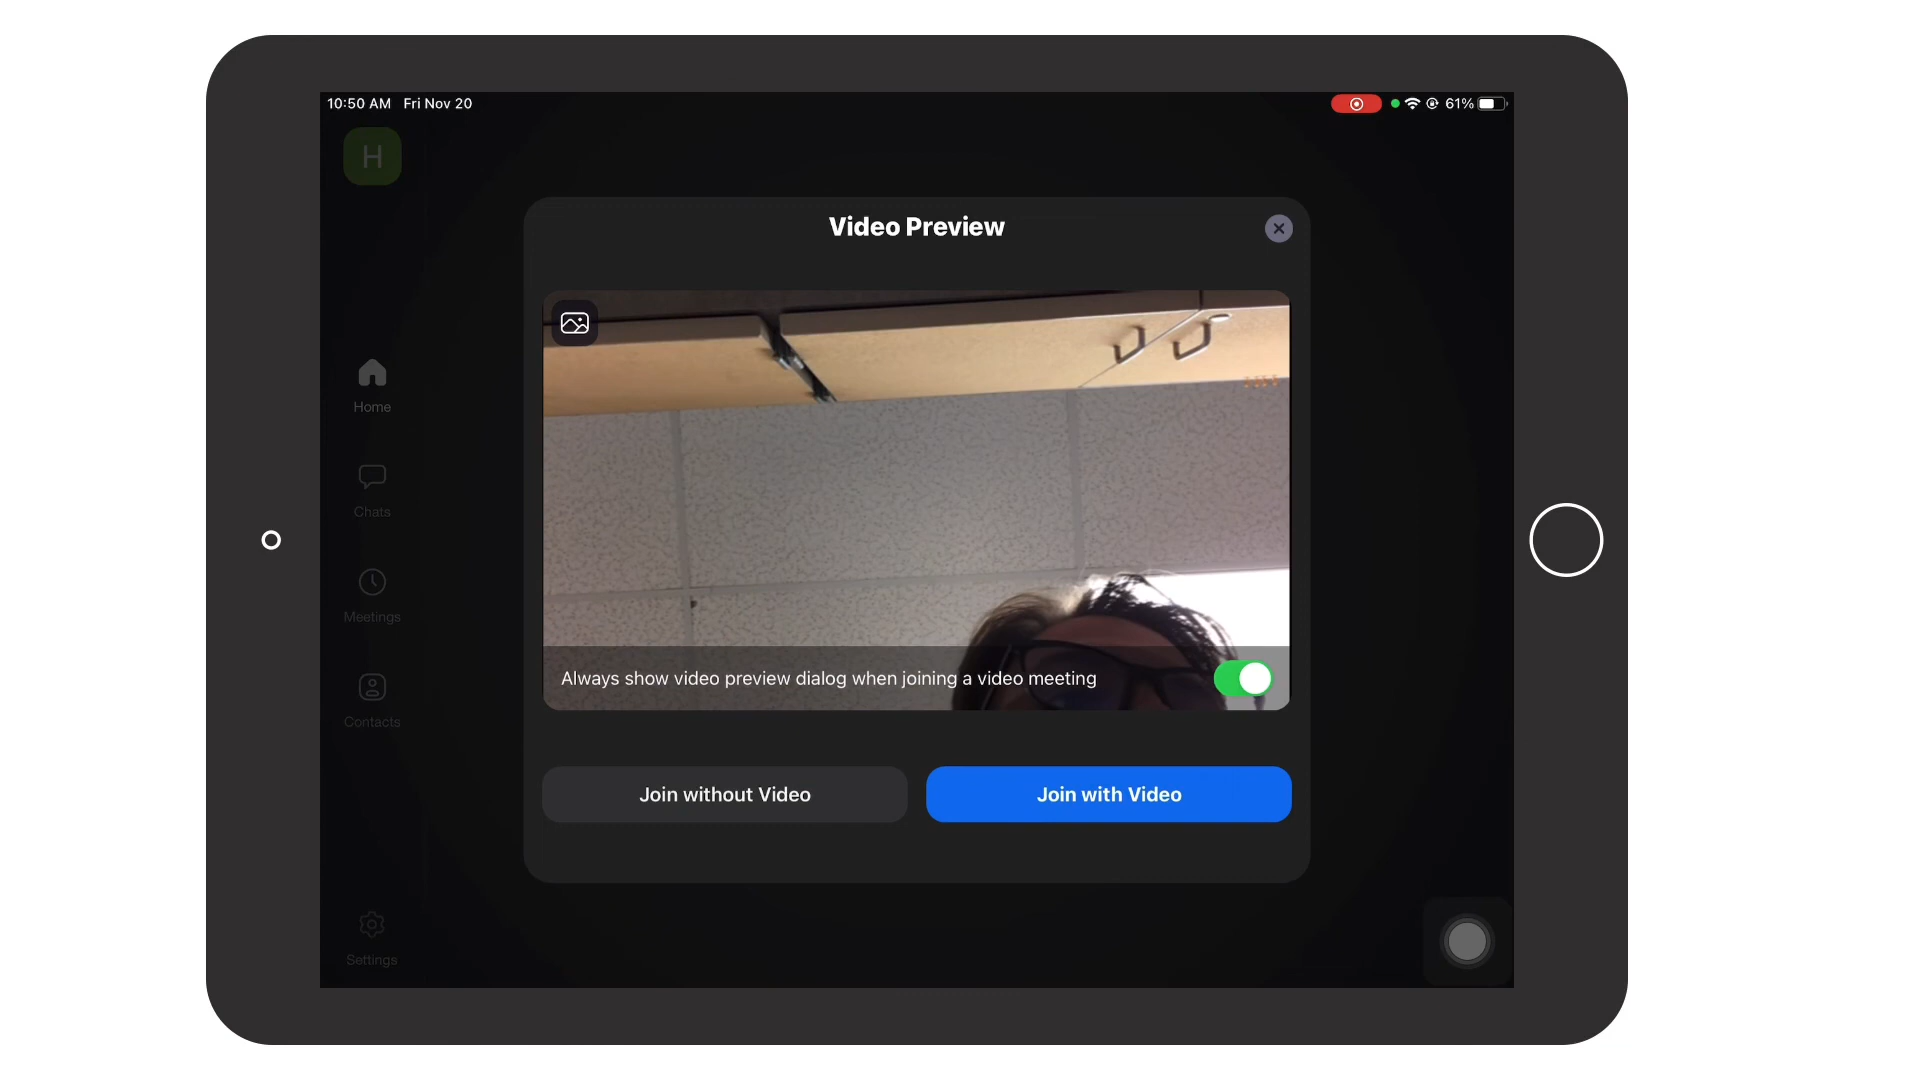 10:50 AM Fri Nov 20
61%
H
Video Preview
Home
Chats
Meetings
Contacts
Always show video preview dialog when joining a video meeting
Join without Video
Join with Video
Settings